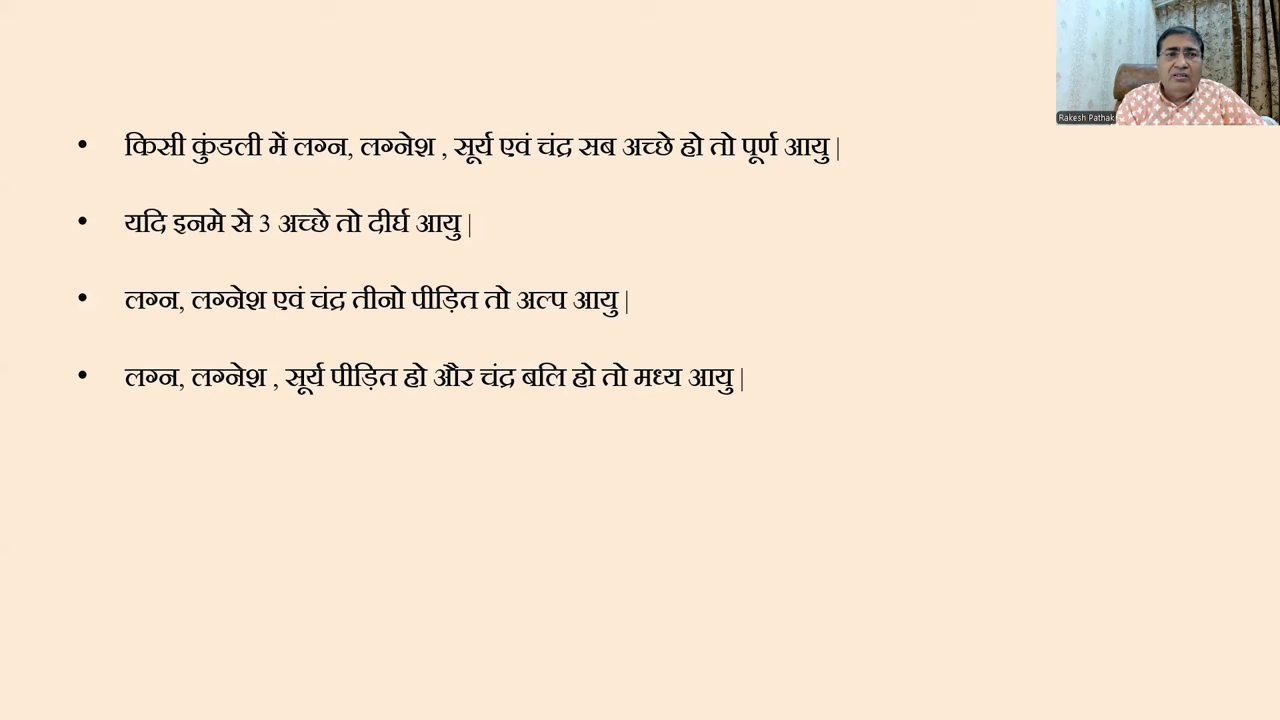 Rakesh Pathak
• किसी कुंडली में लग्न, लग्नेश , सूर्य एवं चंद्र सब अच्छे हो तो पूर्ण आयु |
• यदि इनमे से 3 अच्छे तो दीर्घ आयु |
• लग्न, लग्नेश एवं चंद्र तीनो पीड़ित तो अल्प आयु |
• लग्न, लग्नेश , सूर्य पीड़ित हो और चंद्र बलि हो तो मध्य आयु |